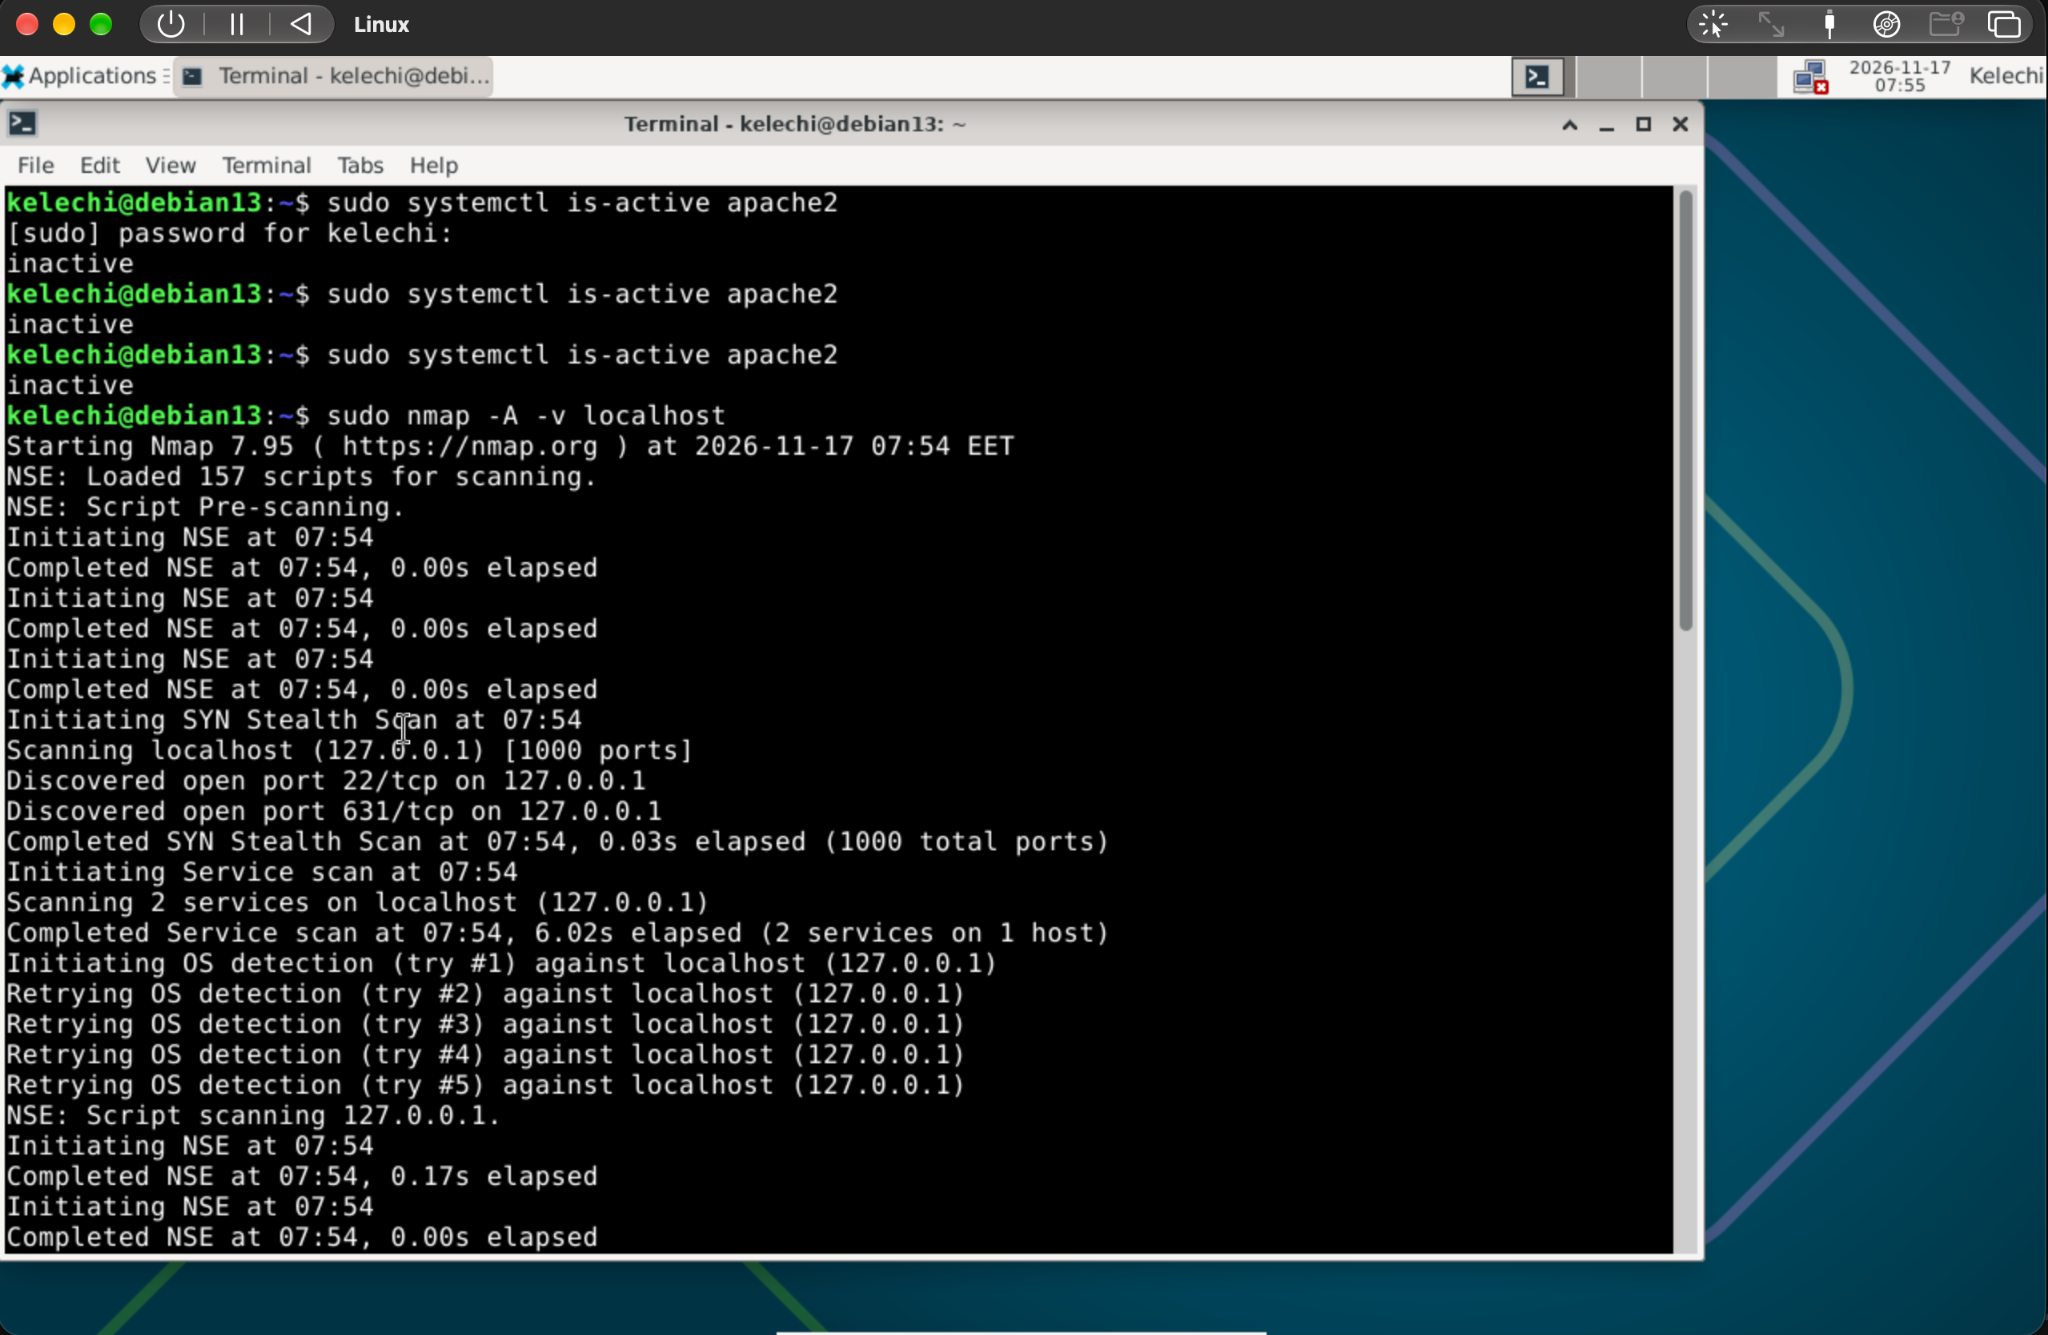 Linux
Applications
Terminal - kelechi@debi...
2026-11-17
07:55
Kelechi
Terminal - kelechi@debian13: ~
File Edit View Terminal Tabs Help
kelechi@debian13:~$ sudo systemctl is-active apache2
[sudo] password for kelechi:
inactive
kelechi@debian13:~$ sudo systemctl is-active apache2
inactive
kelechi@debian13:~$ sudo systemctl is-active apache2
inactive
kelechi@debian13:~$ sudo nmap -A -v localhost
Starting Nmap 7.95 ( https://nmap.org ) at 2026-11-17 07:54 EET
NSE: Loaded 157 scripts for scanning.
NSE: Script Pre-scanning.
Initiating NSE at 07:54
Completed NSE at 07:54, 0.00s elapsed
Initiating NSE at 07:54
Completed NSE at 07:54, 0.00s elapsed
Initiating NSE at 07:54
Completed NSE at 07:54, 0.00s elapsed
Initiating SYN Stealth Scan at 07:54
Scanning localhost (127.0.0.1) [1000 ports]
Discovered open port 22/tcp on 127.0.0.1
Discovered open port 631/tcp on 127.0.0.1
Completed SYN Stealth Scan at 07:54, 0.03s elapsed (1000 total ports)
Initiating Service scan at 07:54
Scanning 2 services on localhost (127.0.0.1)
Completed Service scan at 07:54, 6.02s elapsed (2 services on 1 host)
Initiating OS detection (try #1) against localhost (127.0.0.1)
Retrying OS detection (try #2) against localhost (127.0.0.1)
Retrying OS detection (try #3) against localhost (127.0.0.1)
Retrying OS detection (try #4) against localhost (127.0.0.1)
Retrying OS detection (try #5) against localhost (127.0.0.1)
NSE: Script scanning 127.0.0.1.
Initiating NSE at 07:54
Completed NSE at 07:54, 0.17s elapsed
Initiating NSE at 07:54
Completed NSE at 07:54, 0.00s elapsed